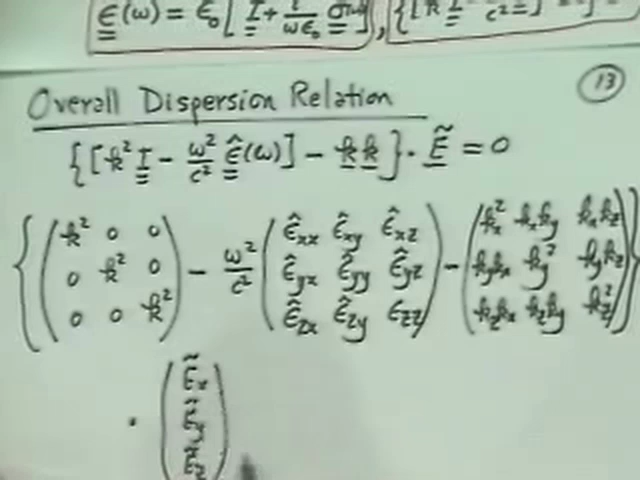 ε(ω) = ε₀[ I + i/ωε₀ σ
13
Overall Dispersion Relation
{[k² I − ω²/c² ε̂(ω)] − k k} · Ẽ = 0
{(k² 0 0) − ω²/c² (ε̂xx ε̂xy ε̂xz) − (kx² kxky kxkz)}
(0 k² 0) (ε̂yx ε̂yy ε̂yz) (kykx ky² kykz)
(0 0 k²) (ε̂zx ε̂zy εzz) (kzkx kzky kz²)
· (Ẽx
Ẽy
Ẽz)